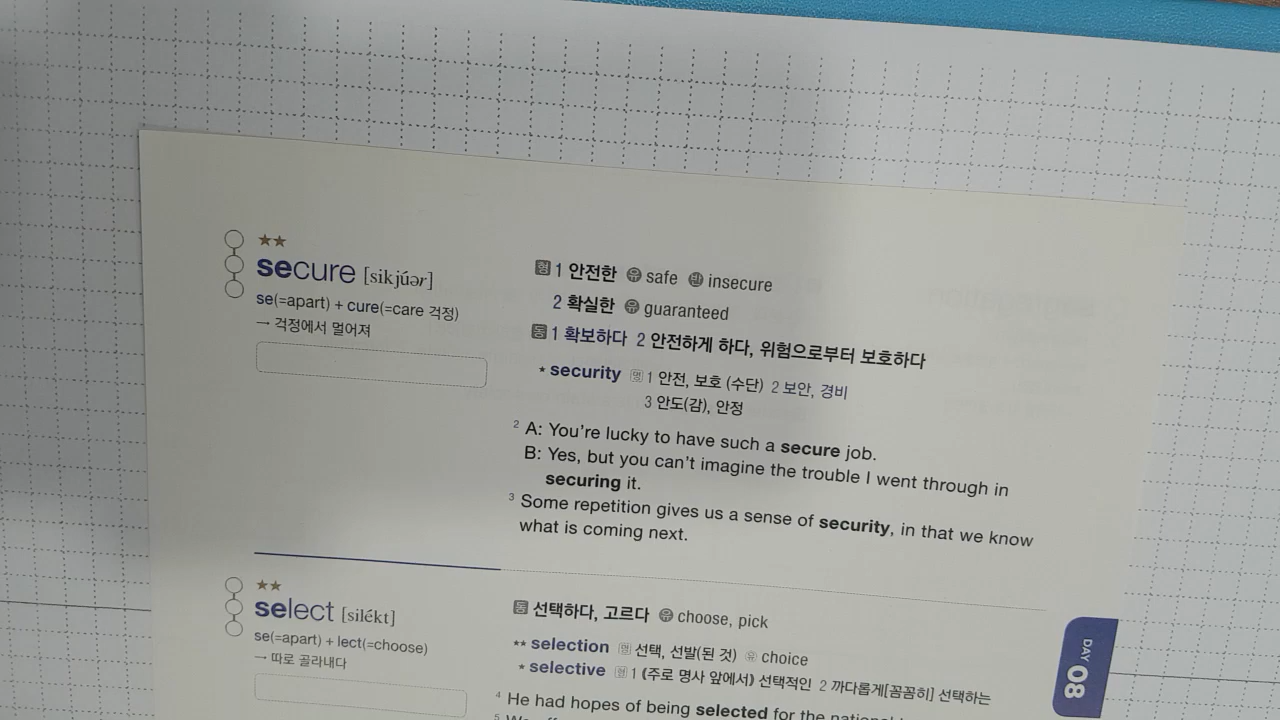 ★★
secure [sikjúər]
se(=apart) + cure(=care 걱정)
→ 걱정에서 멀어져
형 1 안전한 유 safe 반 insecure
2 확실한 유 guaranteed
동 1 확보하다 2 안전하게 하다, 위험으로부터 보호하다
* security 명 1 안전, 보호 (수단) 2 보안, 경비
3 안도(감), 안정
2 A: You're lucky to have such a secure job.
B: Yes, but you can't imagine the trouble I went through in
securing it.
3 Some repetition gives us a sense of security, in that we know
what is coming next.
★★
select [silékt]
se(=apart) + lect(=choose)
→ 따로 골라내다
동 선택하다, 고르다 유 choose, pick
** selection 명 선택, 선발(된 것) 유 choice
* selective 형 1 《주로 명사 앞에서》 선택적인 2 까다롭게[꼼꼼히] 선택하는
4 He had hopes of being selected for the national
5
DAY 08